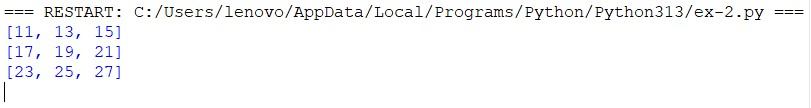 === RESTART: C:/Users/lenovo/AppData/Local/Programs/Python/Python313/ex-2.py ===
[11, 13, 15]
[17, 19, 21]
[23, 25, 27]